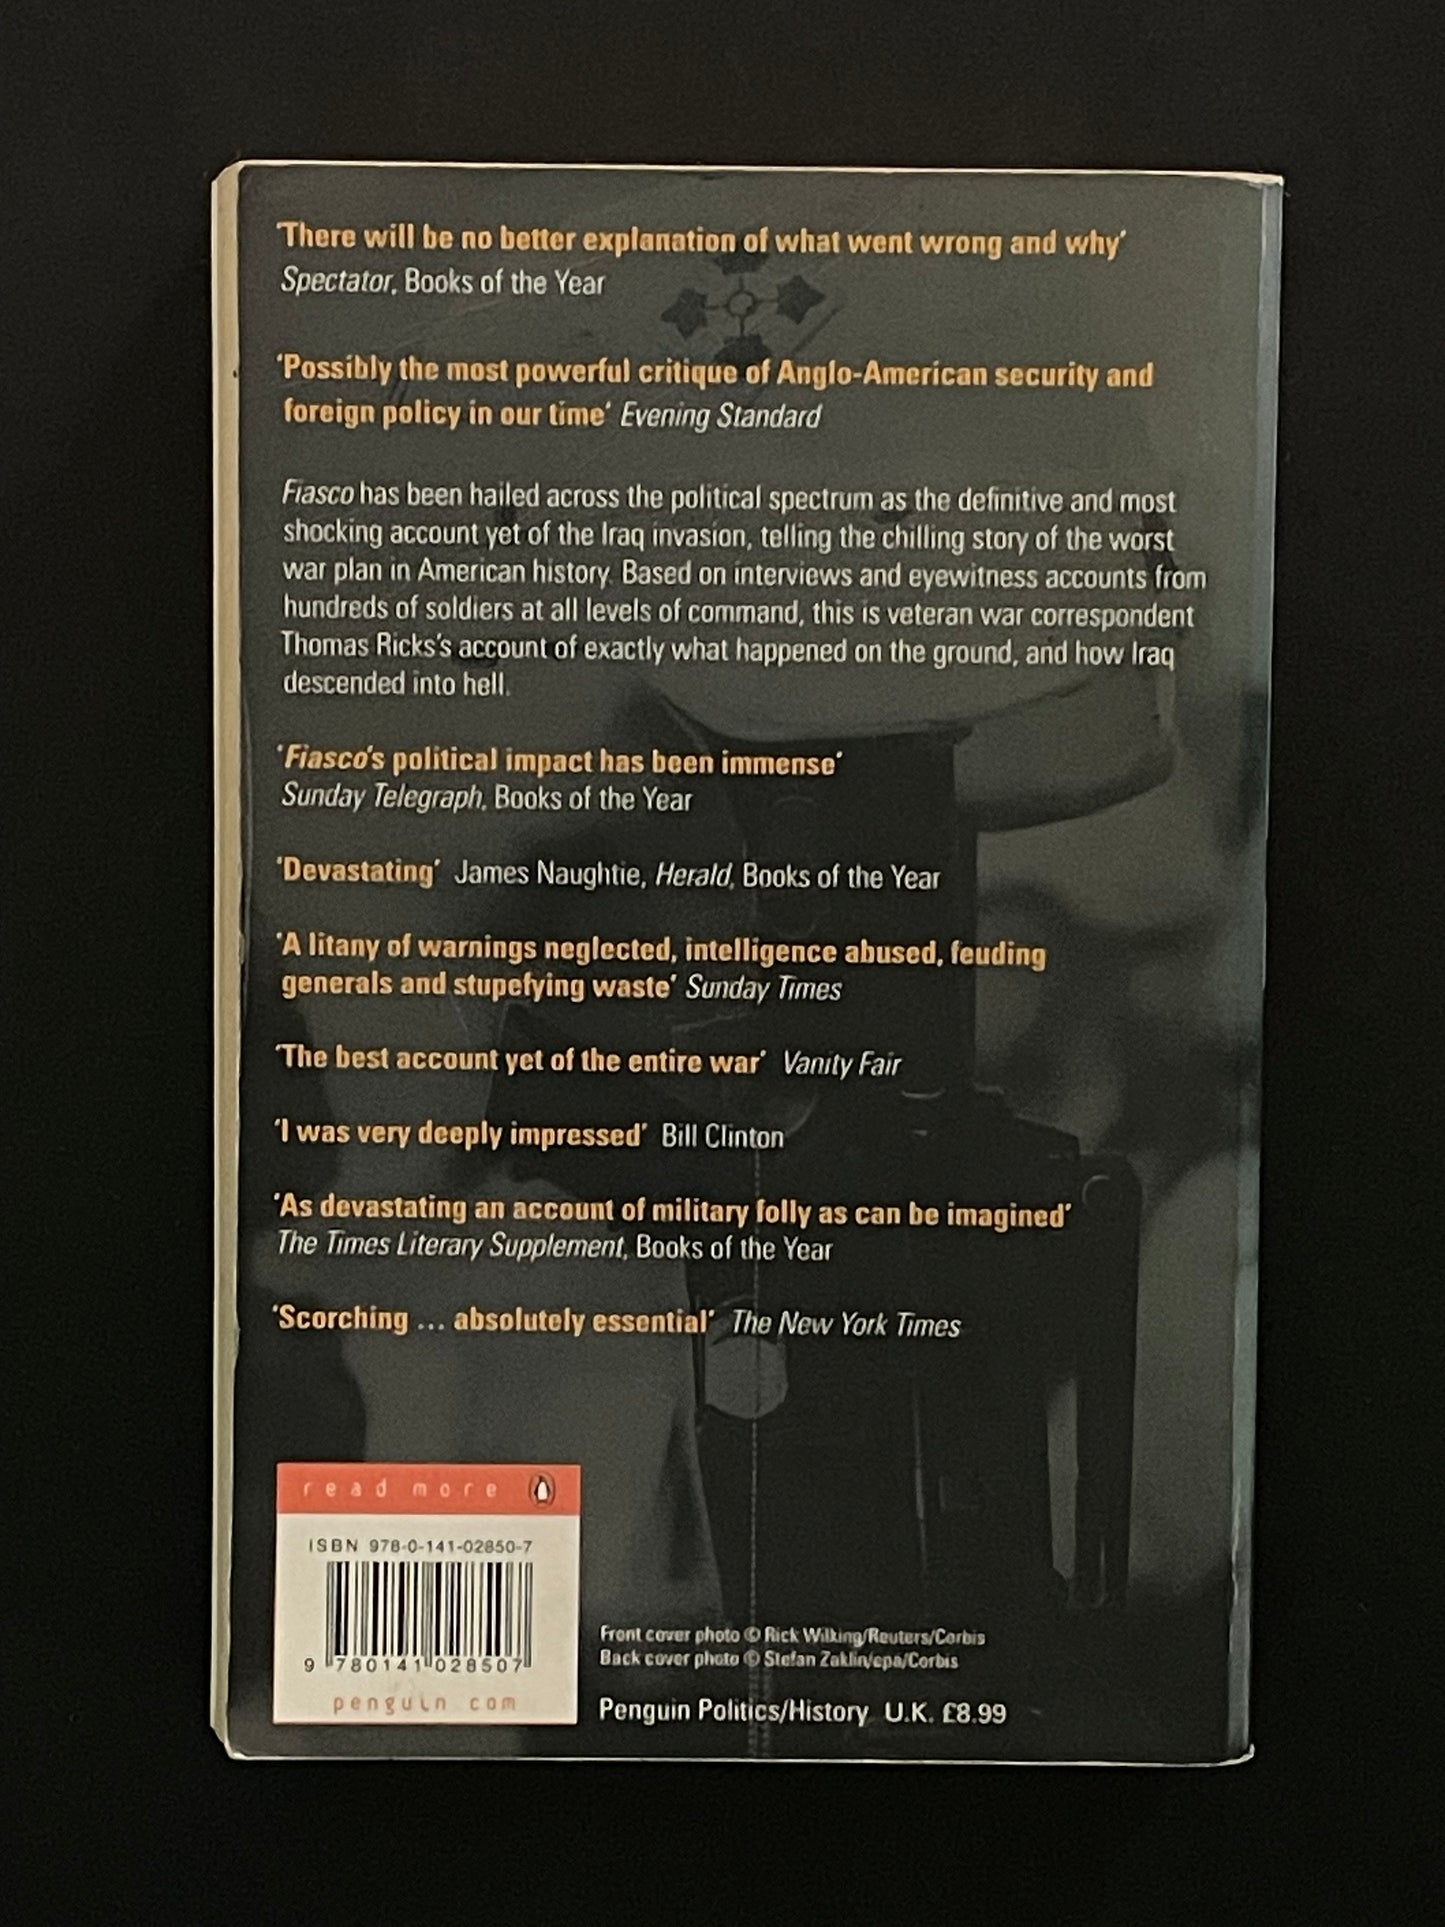 'There will be no better explanation of what went wrong and why'
Spectator, Books of the Year
'Possibly the most powerful critique of Anglo-American security and
foreign policy in our time' Evening Standard
Fiasco has been hailed across the political spectrum as the definitive and most
shocking account yet of the Iraq invasion, telling the chilling story of the worst
war plan in American history. Based on interviews and eyewitness accounts from
hundreds of soldiers at all levels of command, this is veteran war correspondent
Thomas Ricks's account of exactly what happened on the ground, and how Iraq
descended into hell.
'Fiasco's political impact has been immense'
Sunday Telegraph, Books of the Year
'Devastating' James Naughtie, Herald, Books of the Year
'A litany of warnings neglected, intelligence abused, feuding
generals and stupefying waste' Sunday Times
'The best account yet of the entire war' Vanity Fair
'I was very deeply impressed' Bill Clinton
'As devastating an account of military folly as can be imagined'
The Times Literary Supplement, Books of the Year
'Scorching ... absolutely essential' The New York Times
read more
ISBN 978-0-141-02850-7
9 780141 028507
penguin.com
Front cover photo © Rick Wilking/Reuters/Corbis
Back cover photo © Stefan Zaklin/epa/Corbis
Penguin Politics/History U.K. £8.99